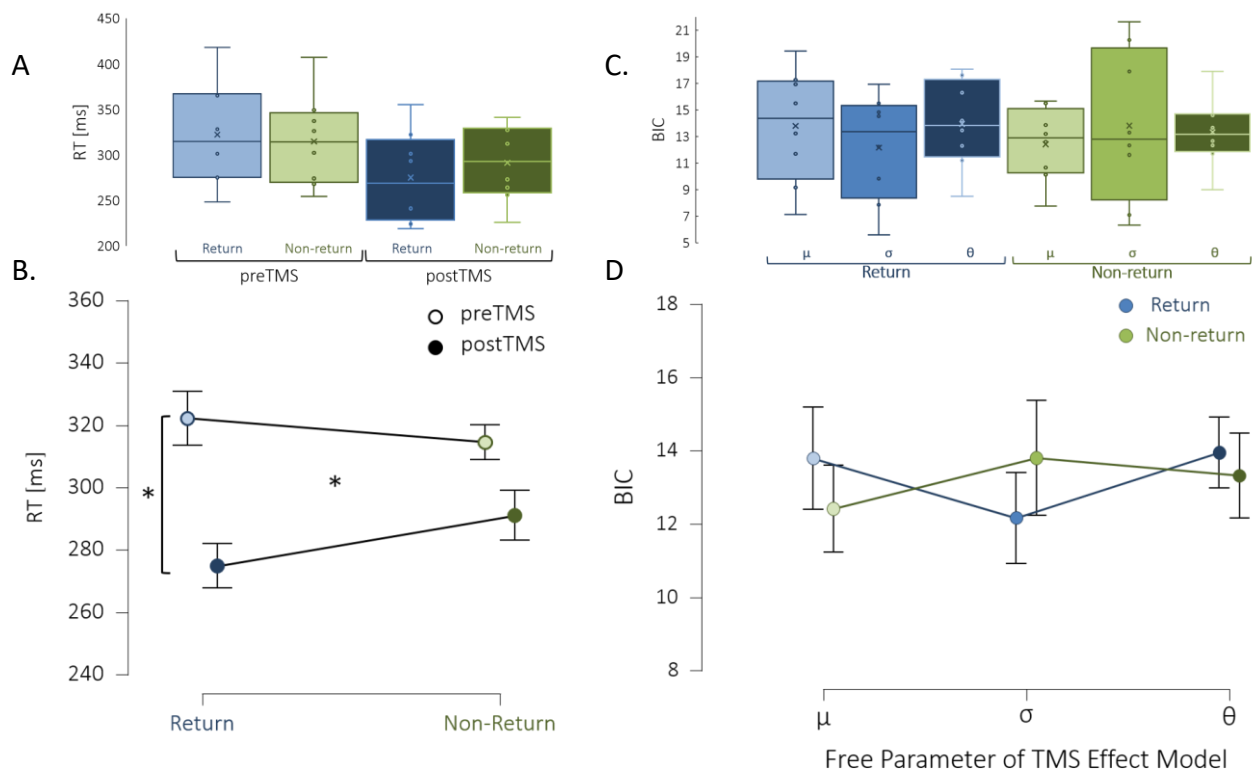 A
RT [ms]
450
400
350
300
250
200
Return Non-return Return Non-return
preTMS postTMS
B.
RT [ms]
360
340
320
300
280
260
240
preTMS
postTMS
*
*
Return Non-Return
C.
BIC
21
19
17
15
13
11
9
7
5
μ σ θ μ σ θ
Return Non-return
D
BIC
18
16
14
12
10
8
Return
Non-return
μ σ θ
Free Parameter of TMS Effect Model